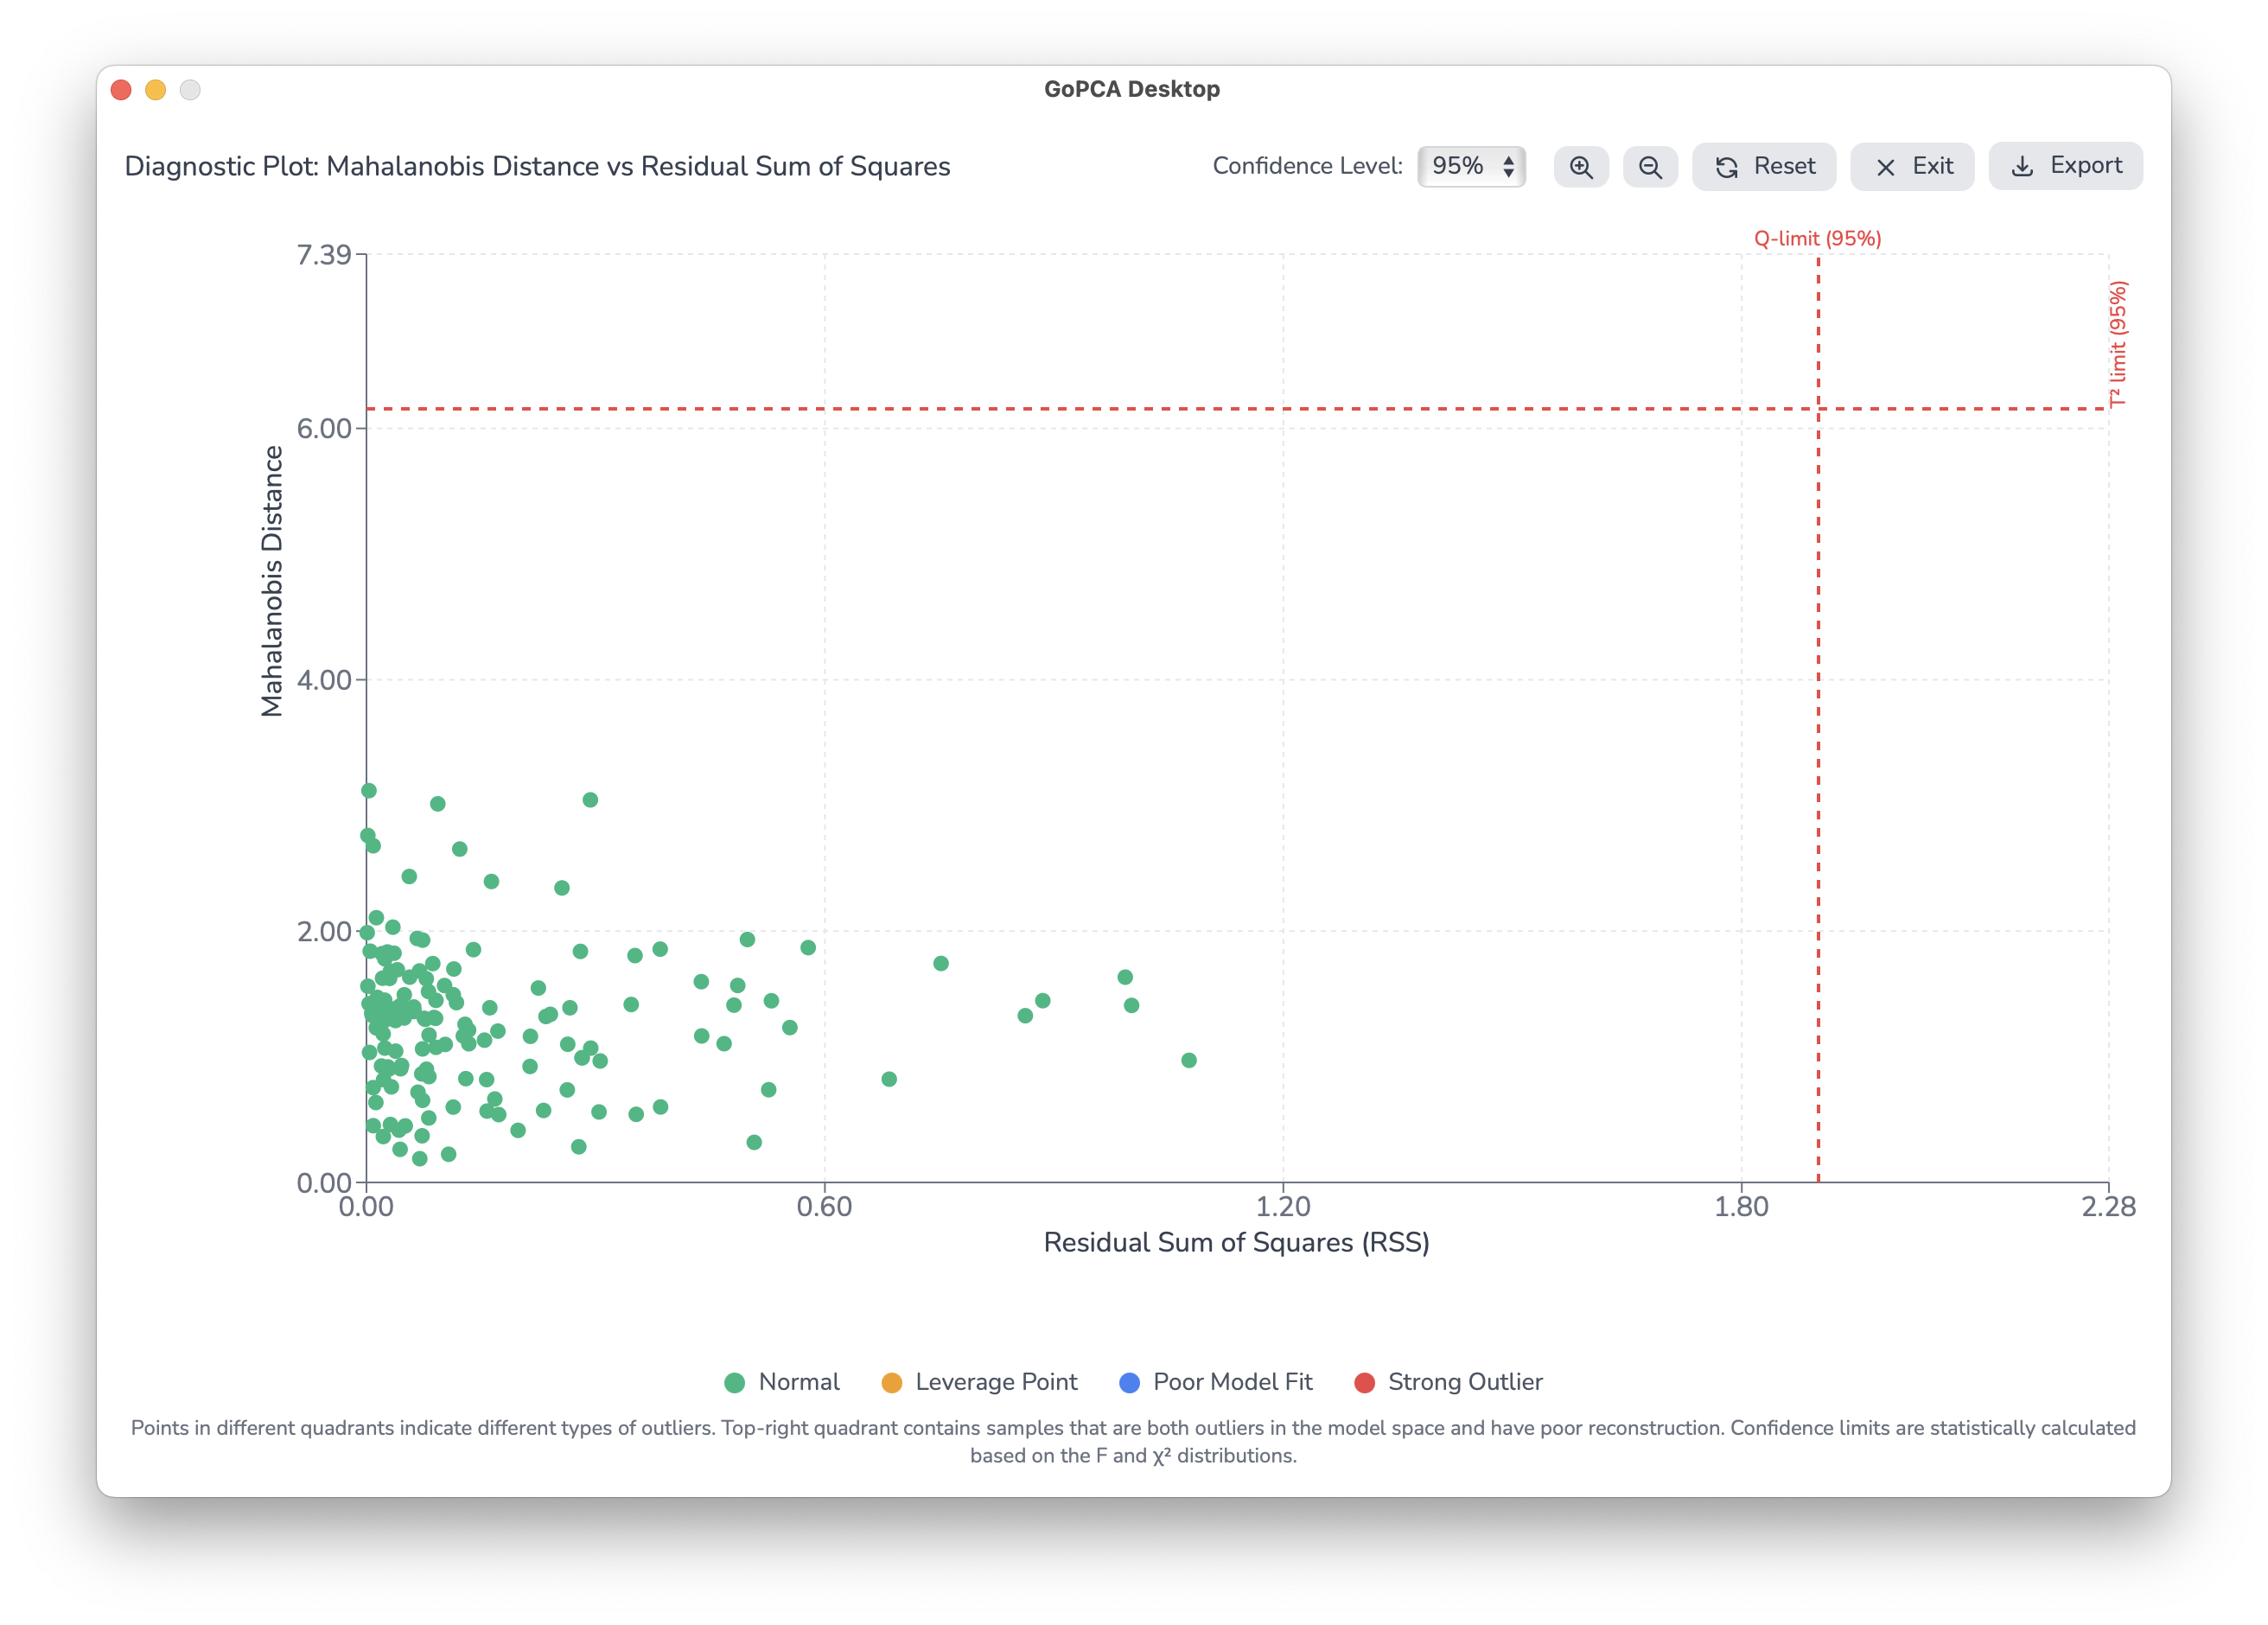 GoPCA Desktop
Diagnostic Plot: Mahalanobis Distance vs Residual Sum of Squares
Confidence Level: 95% Reset Exit Export
Q-limit (95%)
T² limit (95%)
7.39
6.00
4.00
2.00
0.00
Mahalanobis Distance
0.00 0.60 1.20 1.80 2.28
Residual Sum of Squares (RSS)
Normal Leverage Point Poor Model Fit Strong Outlier
Points in different quadrants indicate different types of outliers. Top-right quadrant contains samples that are both outliers in the model space and have poor reconstruction. Confidence limits are statistically calculated
based on the F and χ² distributions.